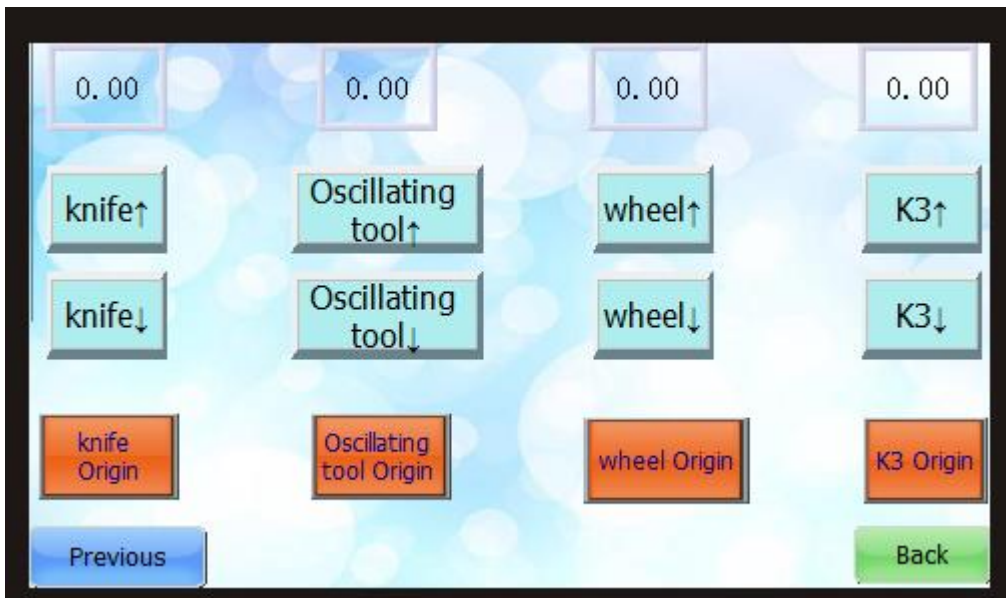 0.00 0.00 0.00 0.00
knife↑ Oscillating tool↑ wheel↑ K3↑
knife↓ Oscillating tool↓ wheel↓ K3↓
knife Origin Oscillating tool Origin wheel Origin K3 Origin
Previous Back